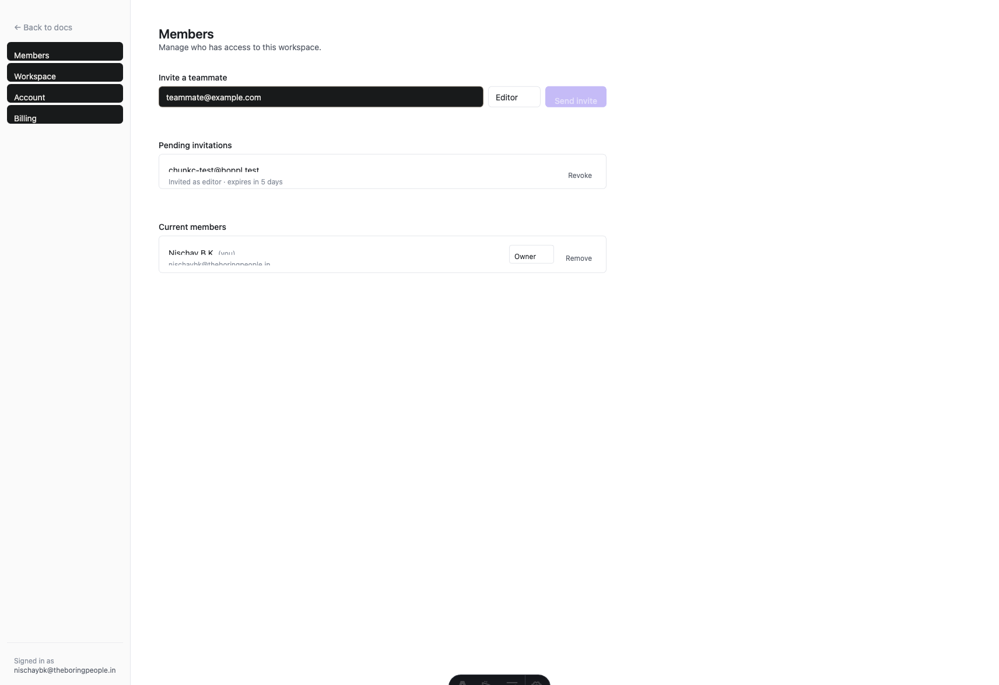 ← Back to docs
Members
Workspace
Account
Billing
Members
Manage who has access to this workspace.
Invite a teammate
teammate@example.com
Editor
Send invite
Pending invitations
chunkc-test@boppl.test
Invited as editor · expires in 5 days
Revoke
Current members
Nischay B K (you)
nischaybk@theboringpeople.in
Owner
Remove
Signed in as
nischaybk@theboringpeople.in